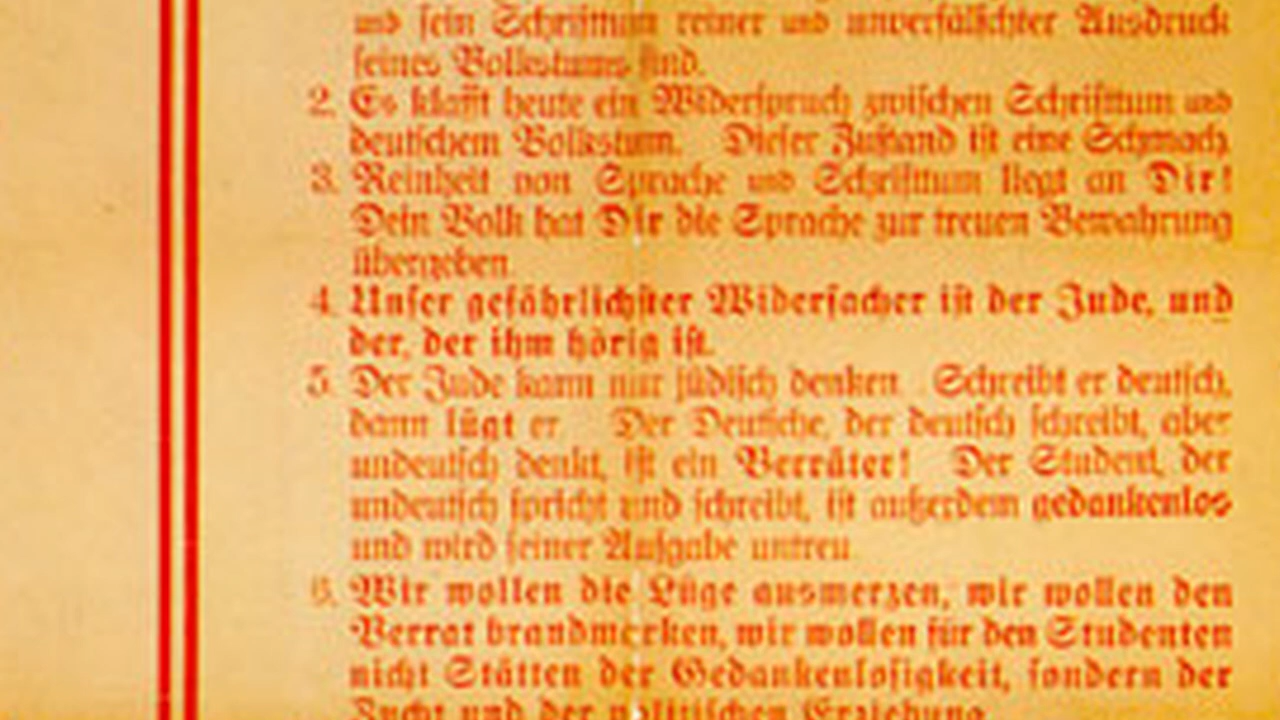 und sein Schrifttum reiner und unverfälschter Ausdruck
seines Volkstums sind.
2. Es klafft heute ein Widerspruch zwischen Schrifttum und
deutschem Volkstum. Dieser Zustand ist eine Schmach.
3. Reinheit von Sprache und Schrifttum liegt an Dir!
Dein Volk hat Dir die Sprache zur treuen Bewahrung
übergeben.
4. Unser gefährlichster Widersacher ist der Jude, und
der, der ihm hörig ist.
5. Der Jude kann nur jüdisch denken. Schreibt er deutsch,
dann lügt er. Der Deutsche, der deutsch schreibt, aber
undeutsch denkt, ist ein Verräter! Der Student, der
undeutsch spricht und schreibt, ist außerdem gedankenlos
und wird seiner Aufgabe untreu.
6. Wir wollen die Lüge ausmerzen, wir wollen den
Verrat brandmarken, wir wollen für den Studenten
nicht Stätten der Gedankenlosigkeit, sondern der
Zucht und der politischen Erziehung.